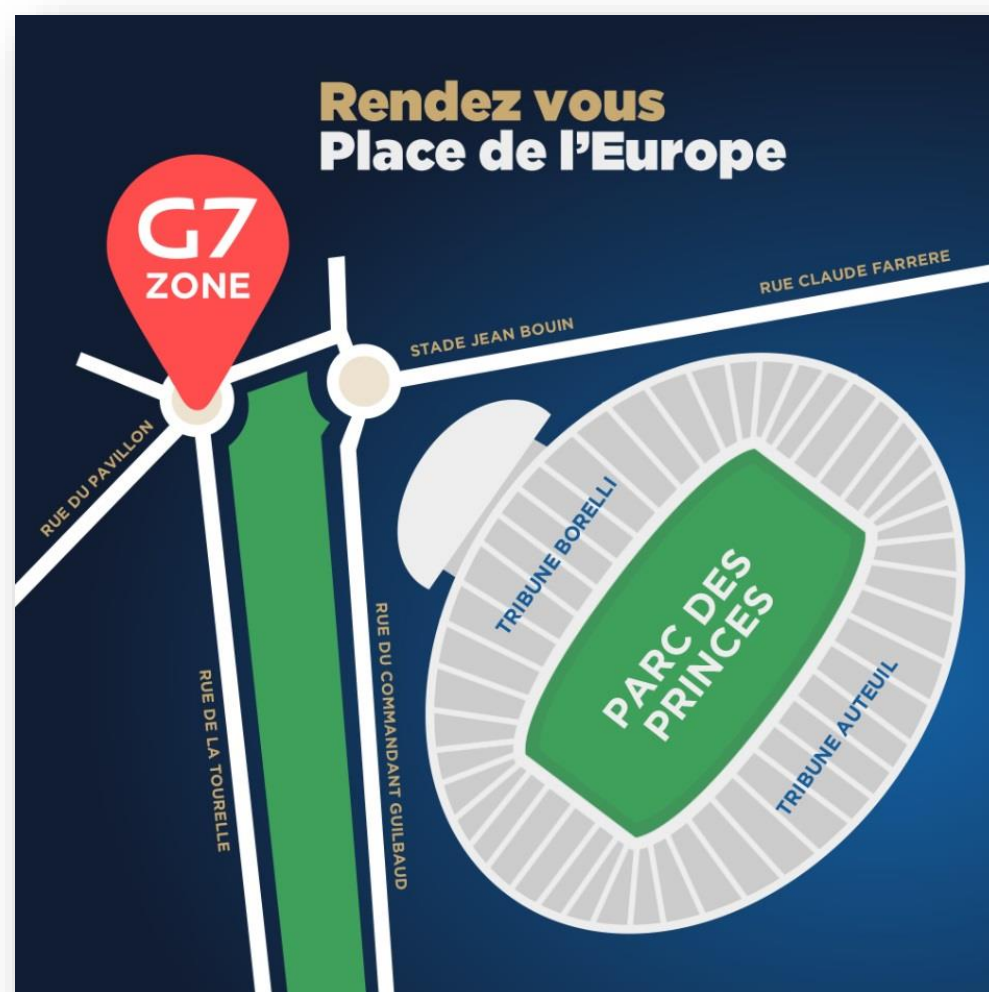 Rendez vous
Place de l'Europe
G7
ZONE
RUE CLAUDE FARRERE
STADE JEAN BOUIN
RUE DU PAVILLON
TRIBUNE BORELLI
PARC DES
PRINCES
RUE DU COMMANDANT GUILBAUD
RUE DE LA TOURELLE
TRIBUNE AUTEUIL